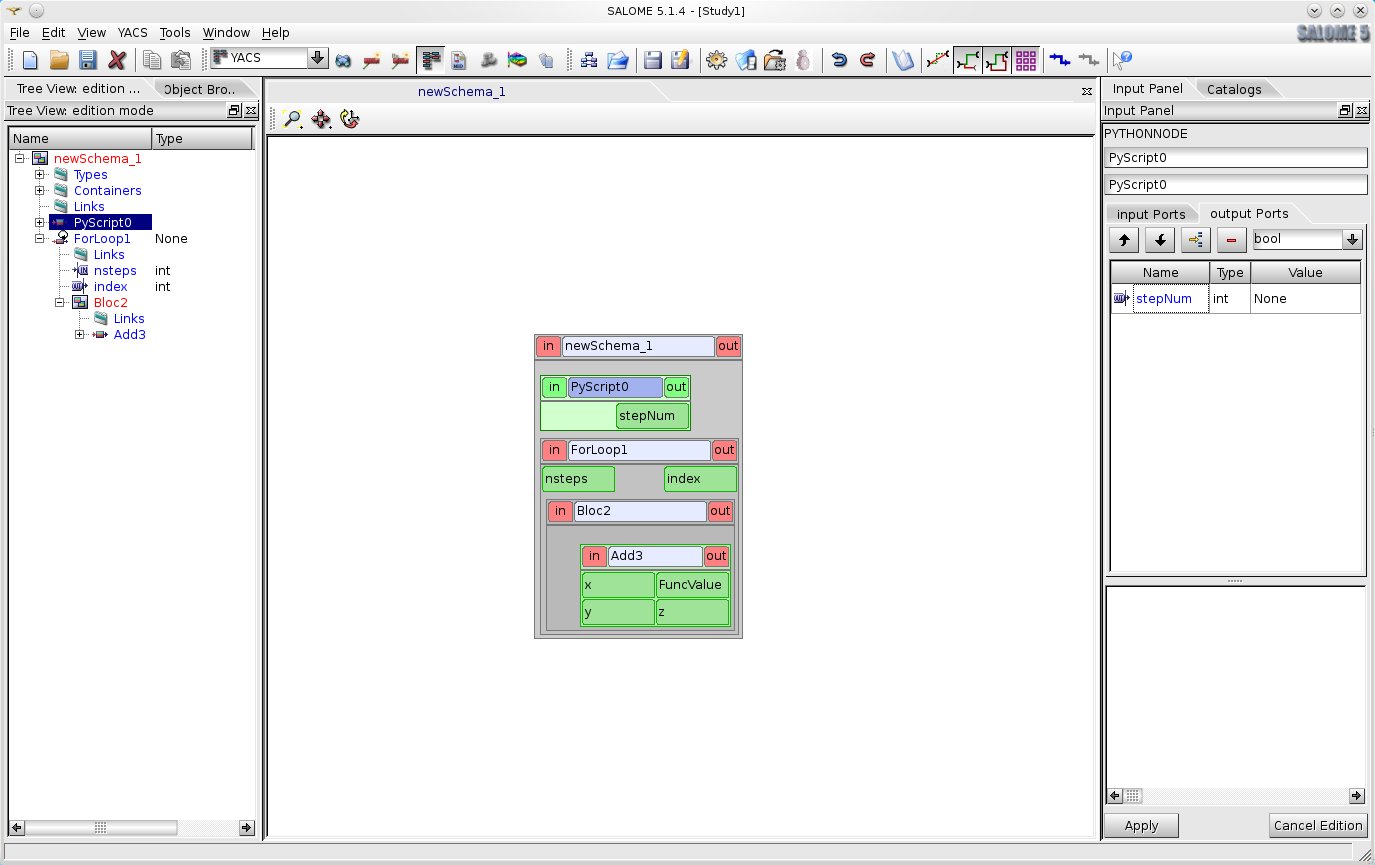 SALOME 5.1.4 - [Study1]
File Edit View YACS Tools Window Help
SALOME 5
YACS
Tree View: edition ...
Object Bro..
Tree View: edition mode
Name Type
newSchema_1
Types
Containers
Links
PyScript0
ForLoop1 None
Links
nsteps int
index int
Bloc2
Links
Add3
newSchema_1
in newSchema_1 out
in PyScript0 out
stepNum
in ForLoop1 out
nsteps index
in Bloc2 out
in Add3 out
x FuncValue
y z
Input Panel Catalogs
Input Panel
PYTHONNODE
PyScript0
PyScript0
input Ports output Ports
bool
Name Type Value
stepNum int None
Apply Cancel Edition